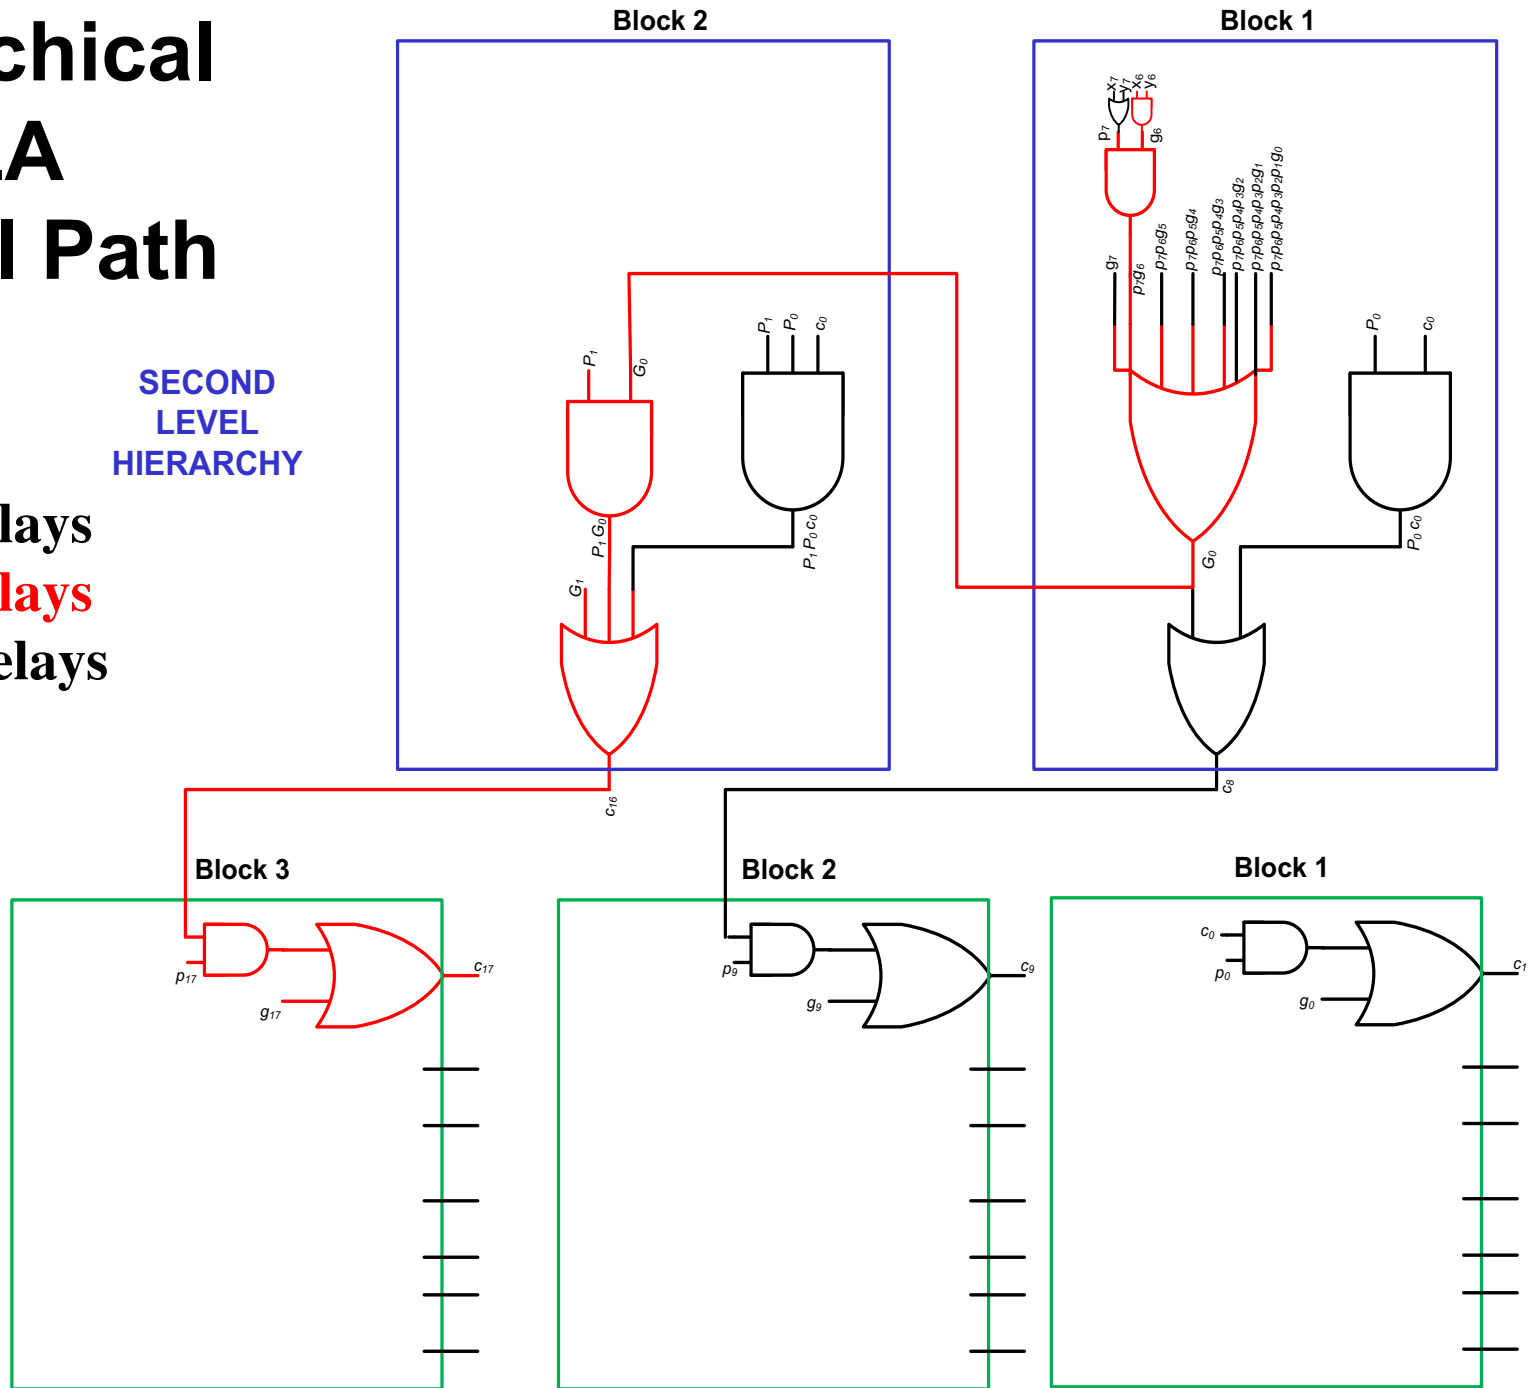 chical
LA
l Path
SECOND
LEVEL
HIERARCHY
lays
lays
elays
Block 2
P1
G0
P1
P0
c0
P1 G0
P1 P0 c0
G1
c16
Block 1
x7
y7
x6
y6
p7
g6
g7
p7g6
p7p6g5
p7p6p5g4
p7p6p5p4g3
p7p6p5p4p3g2
p7p6p5p4p3p2g1
p7p6p5p4p3p2p1g0
P0
c0
G0
P0 c0
c8
Block 3
p17
g17
c17
Block 2
p9
g9
c9
Block 1
c0
p0
g0
c1